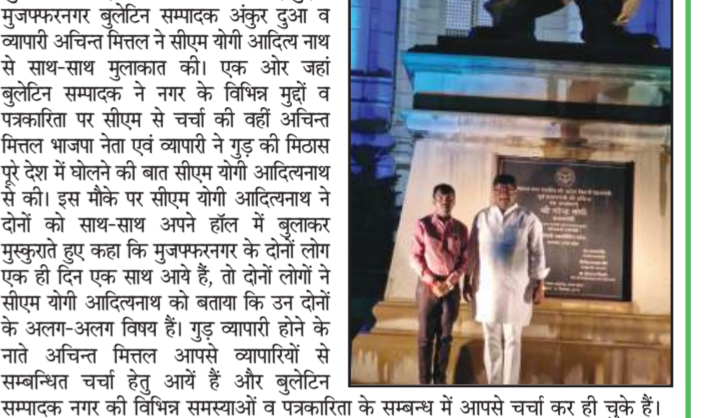 मुजफ्फरनगर बुलेटिन सम्पादक अंकुर दुआ व
व्यापारी अचिन्त मित्तल ने सीएम योगी आदित्य नाथ
से साथ-साथ मुलाकात की। एक ओर जहां
बुलेटिन सम्पादक ने नगर के विभिन्न मुद्दों व
पत्रकारिता पर सीएम से चर्चा की वहीं अचिन्त
मित्तल भाजपा नेता एवं व्यापारी ने गुड़ की मिठास
पूरे देश में घोलने की बात सीएम योगी आदित्यनाथ
से की। इस मौके पर सीएम योगी आदित्यनाथ ने
दोनों को साथ-साथ अपने हॉल में बुलाकर
मुस्कुराते हुए कहा कि मुजफ्फरनगर के दोनों लोग
एक ही दिन एक साथ आये हैं, तो दोनों लोगों ने
सीएम योगी आदित्यनाथ को बताया कि उन दोनों
के अलग-अलग विषय हैं। गुड़ व्यापारी होने के
नाते अचिन्त मित्तल आपसे व्यापारियों से
सम्बन्धित चर्चा हेतु आयें हैं और बुलेटिन
सम्पादक नगर की विभिन्न समस्याओं व पत्रकारिता के सम्बन्ध में आपसे चर्चा कर ही चुके हैं।